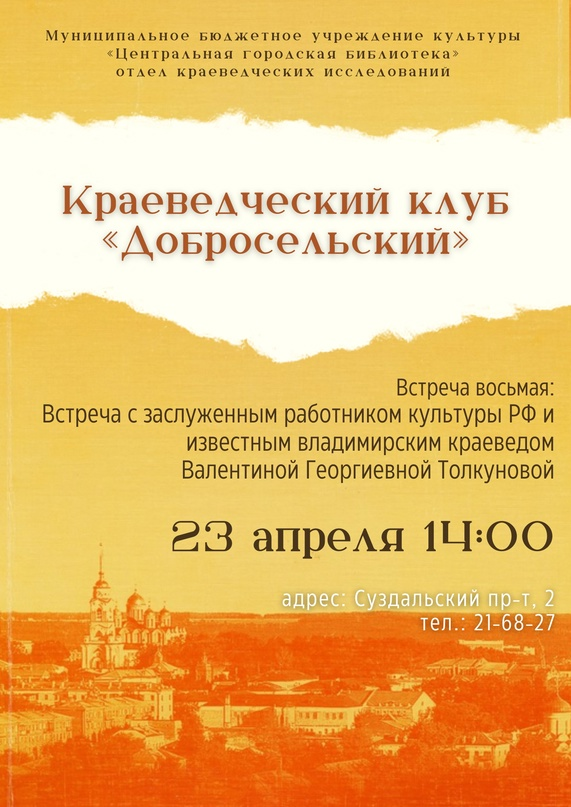 Муниципальное бюджетное учреждение культуры
«Центральная городская библиотека»
отдел краеведческих исследований
Краеведческий клуб
«Добросельский»
Встреча восьмая:
Встреча с заслуженным работником культуры РФ и
известным владимирским краеведом
Валентиной Георгиевной Толкуновой
23 апреля 14:00
адрес: Суздальский пр-т, 2
тел.: 21-68-27